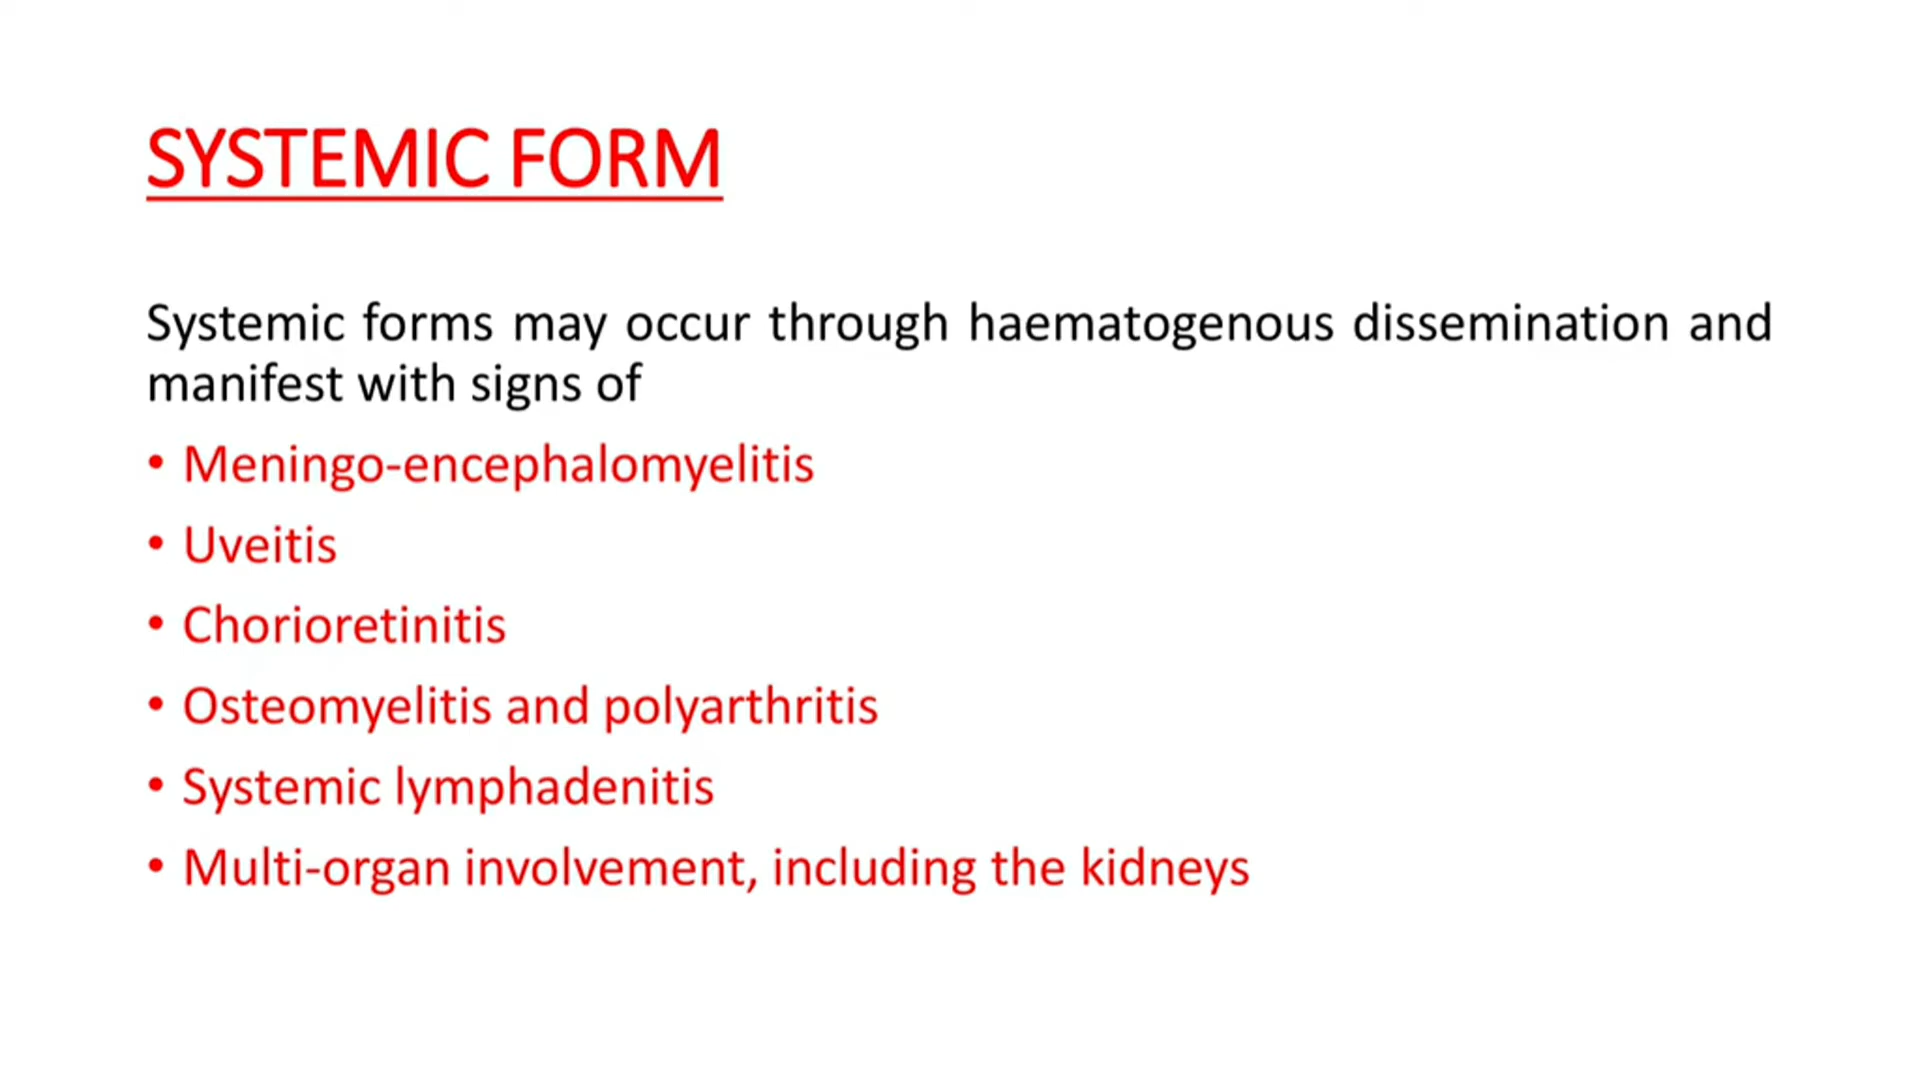 SYSTEMIC FORM
Systemic forms may occur through haematogenous dissemination and
manifest with signs of
• Meningo-encephalomyelitis
• Uveitis
• Chorioretinitis
• Osteomyelitis and polyarthritis
• Systemic lymphadenitis
• Multi-organ involvement, including the kidneys